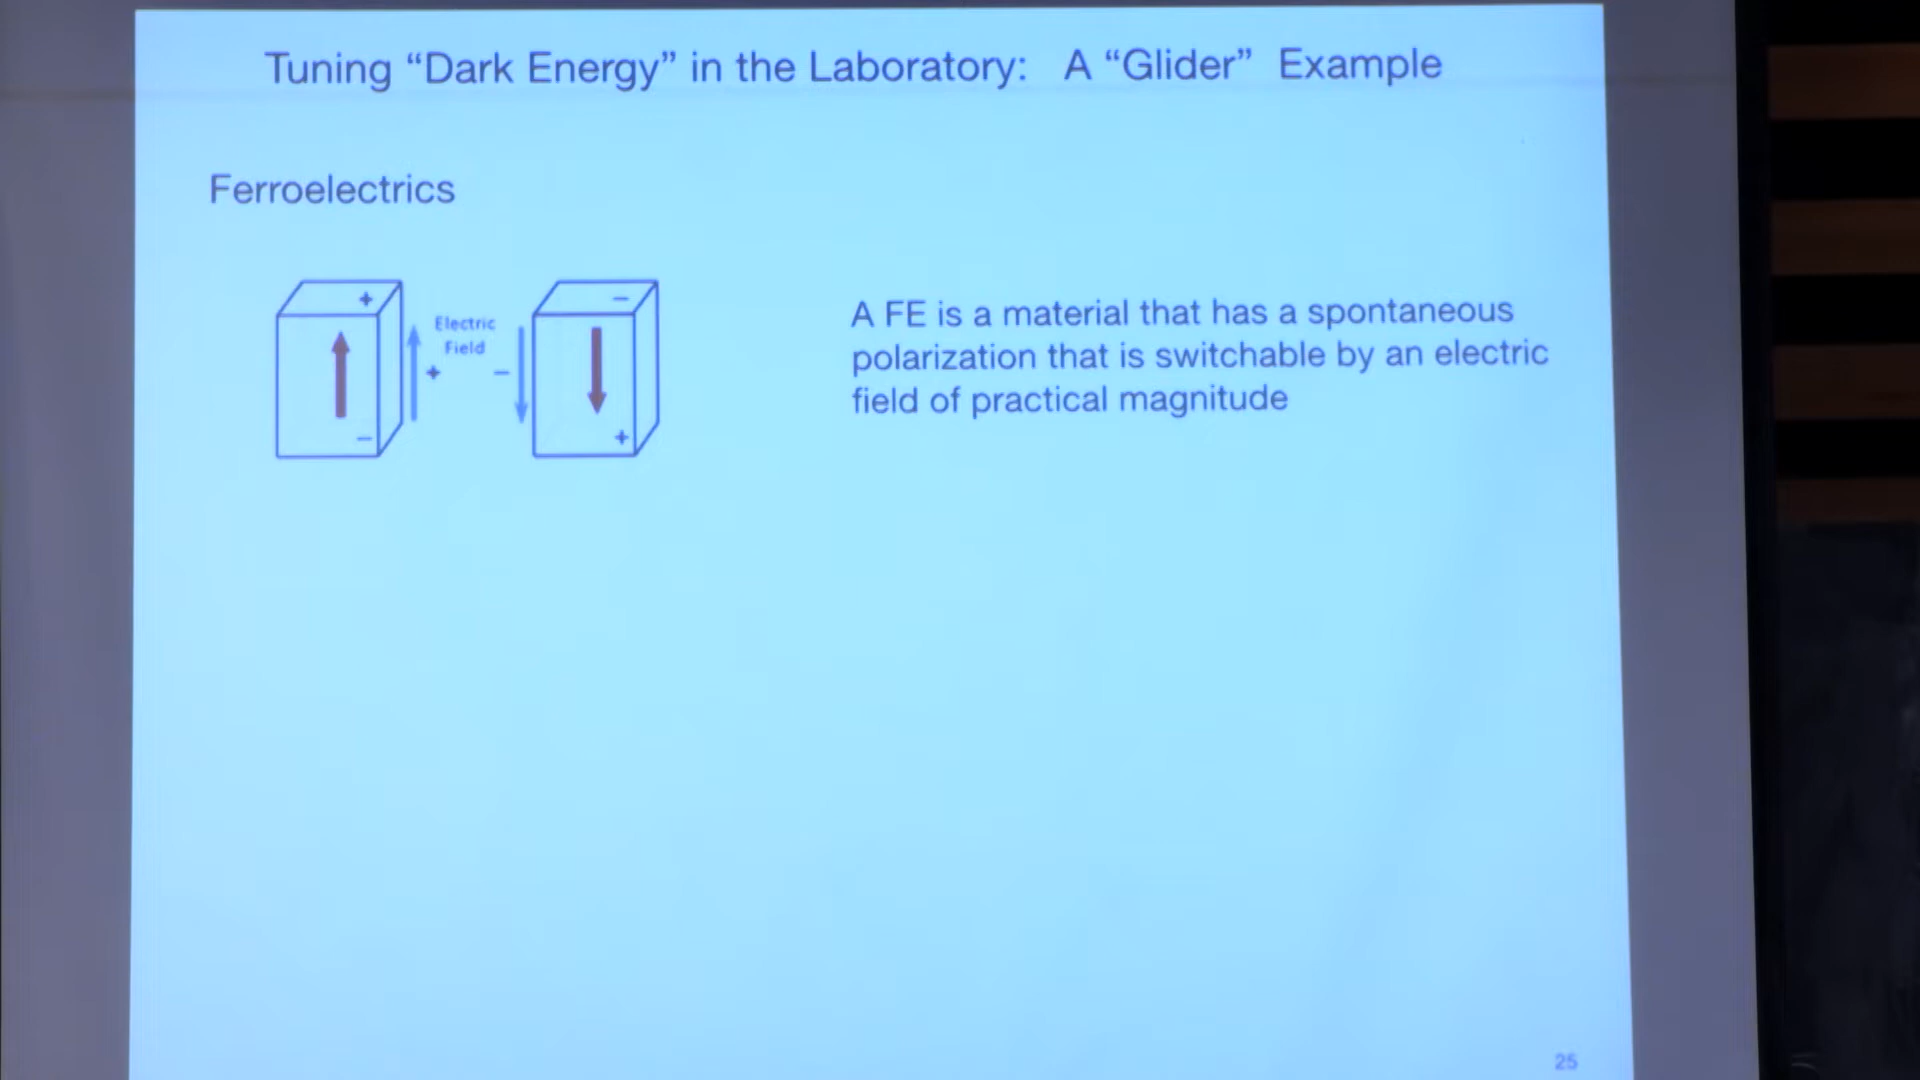 Tuning “Dark Energy” in the Laboratory: A “Glider” Example
Ferroelectrics
+
Electric
Field
+
−
−
−
+
A FE is a material that has a spontaneous
polarization that is switchable by an electric
field of practical magnitude
25